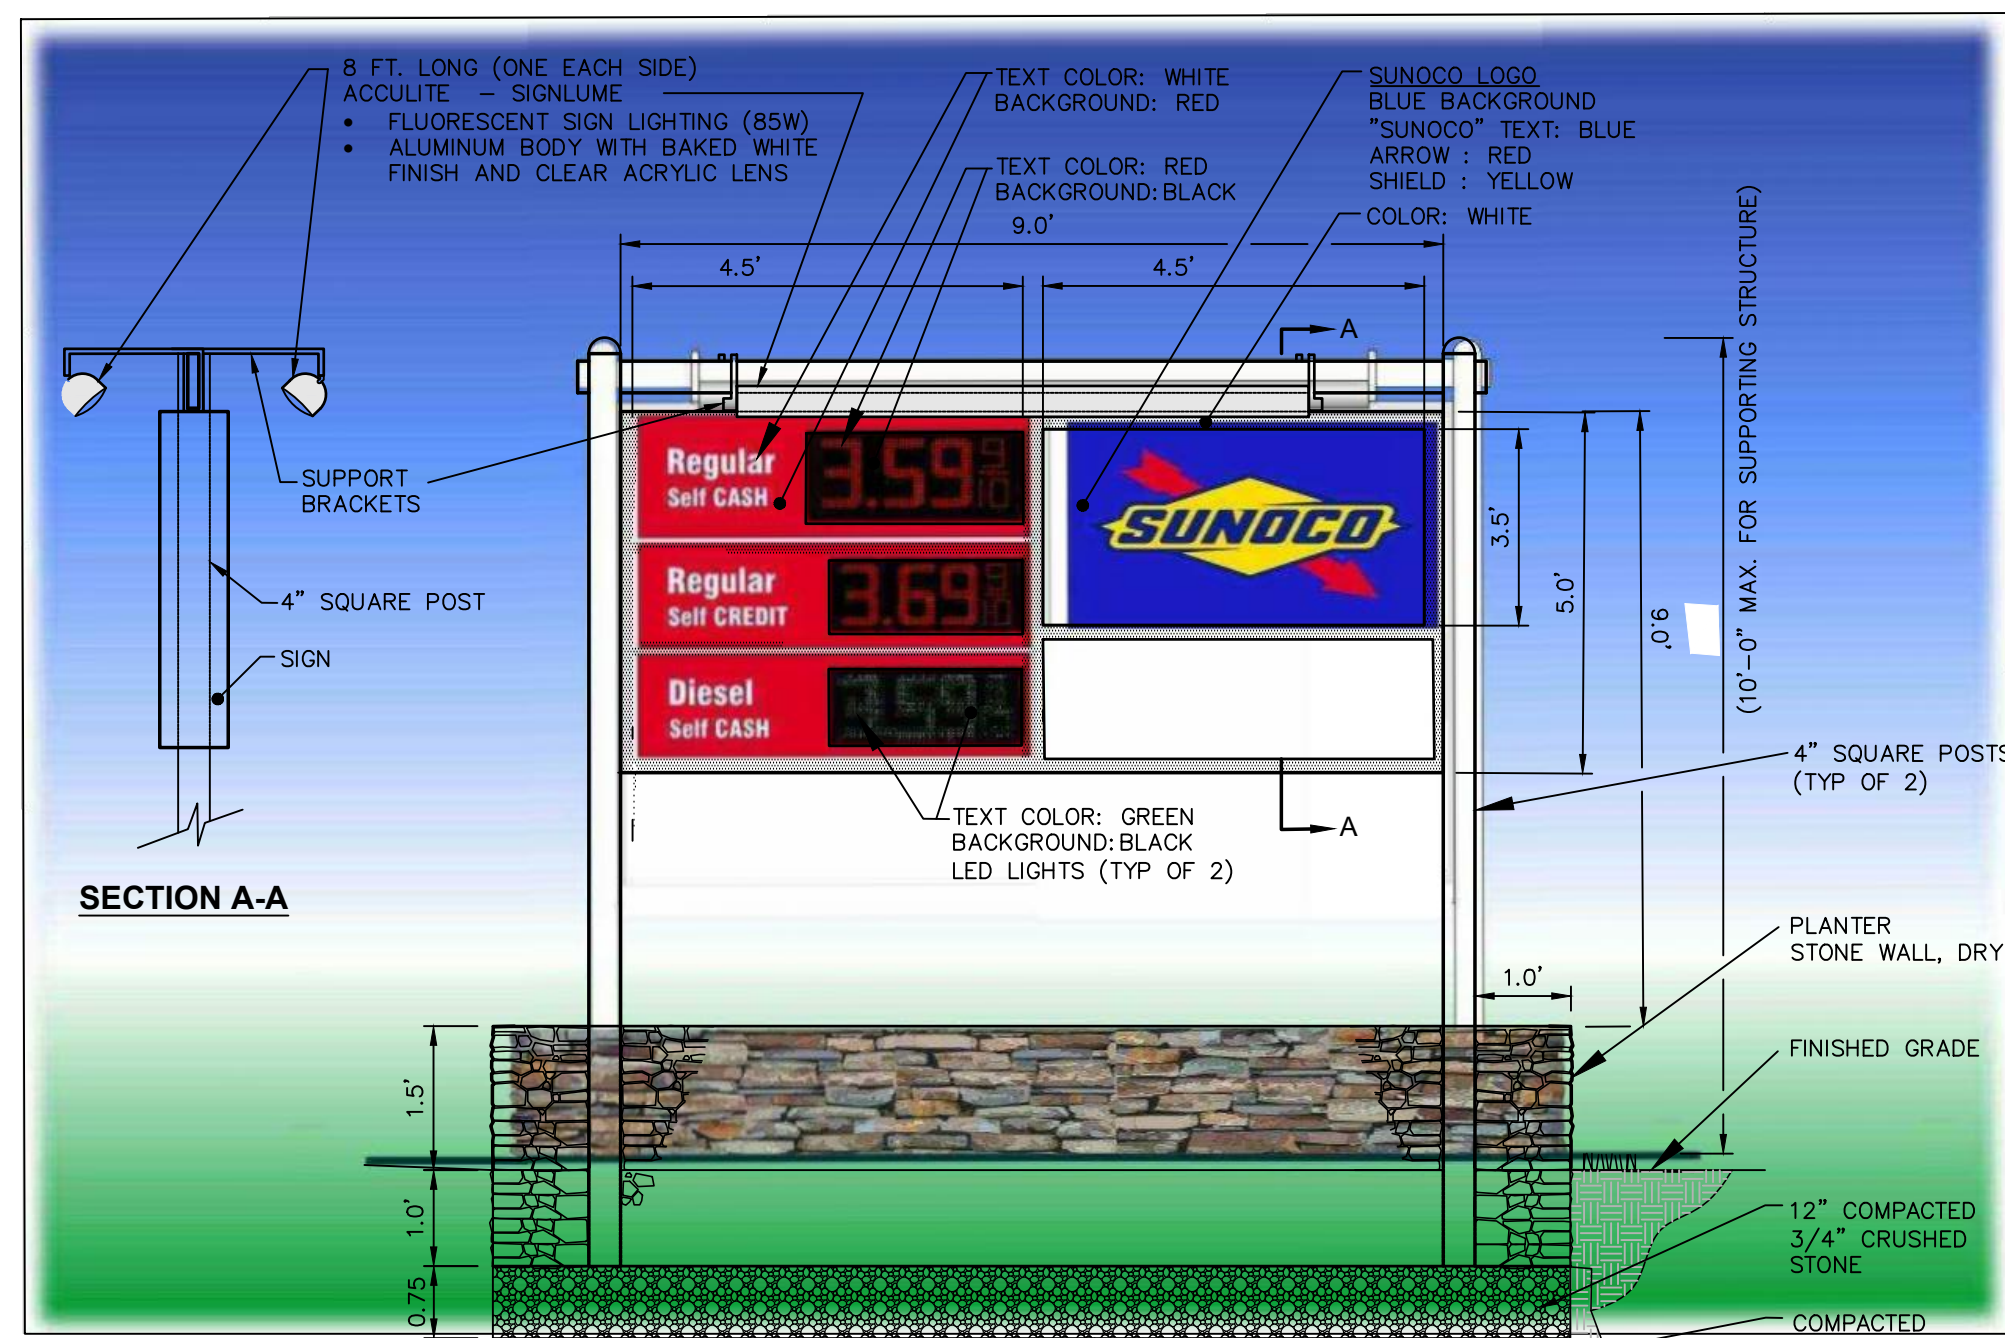 8 FT. LONG (ONE EACH SIDE)
ACCULITE – SIGNLUME
• FLUORESCENT SIGN LIGHTING (85W)
• ALUMINUM BODY WITH BAKED WHITE
FINISH AND CLEAR ACRYLIC LENS
TEXT COLOR: WHITE
BACKGROUND: RED
TEXT COLOR: RED
BACKGROUND: BLACK
SUNOCO LOGO
BLUE BACKGROUND
"SUNOCO" TEXT: BLUE
ARROW : RED
SHIELD : YELLOW
COLOR: WHITE
9.0'
4.5'
4.5'
A
(10'-0" MAX. FOR SUPPORTING STRUCTURE)
Regular
Self CASH
3.59 9/10
SUNOCO
3.5'
5.0'
9.0'
SUPPORT
BRACKETS
Regular
Self CREDIT
3.69 9/10
4" SQUARE POST
SIGN
Diesel
Self CASH
4" SQUARE POSTS
(TYP OF 2)
TEXT COLOR: GREEN
BACKGROUND: BLACK
LED LIGHTS (TYP OF 2)
A
SECTION A-A
PLANTER
STONE WALL, DRY
1.0'
FINISHED GRADE
1.5'
1.0'
12" COMPACTED
3/4" CRUSHED
STONE
0.75
COMPACTED